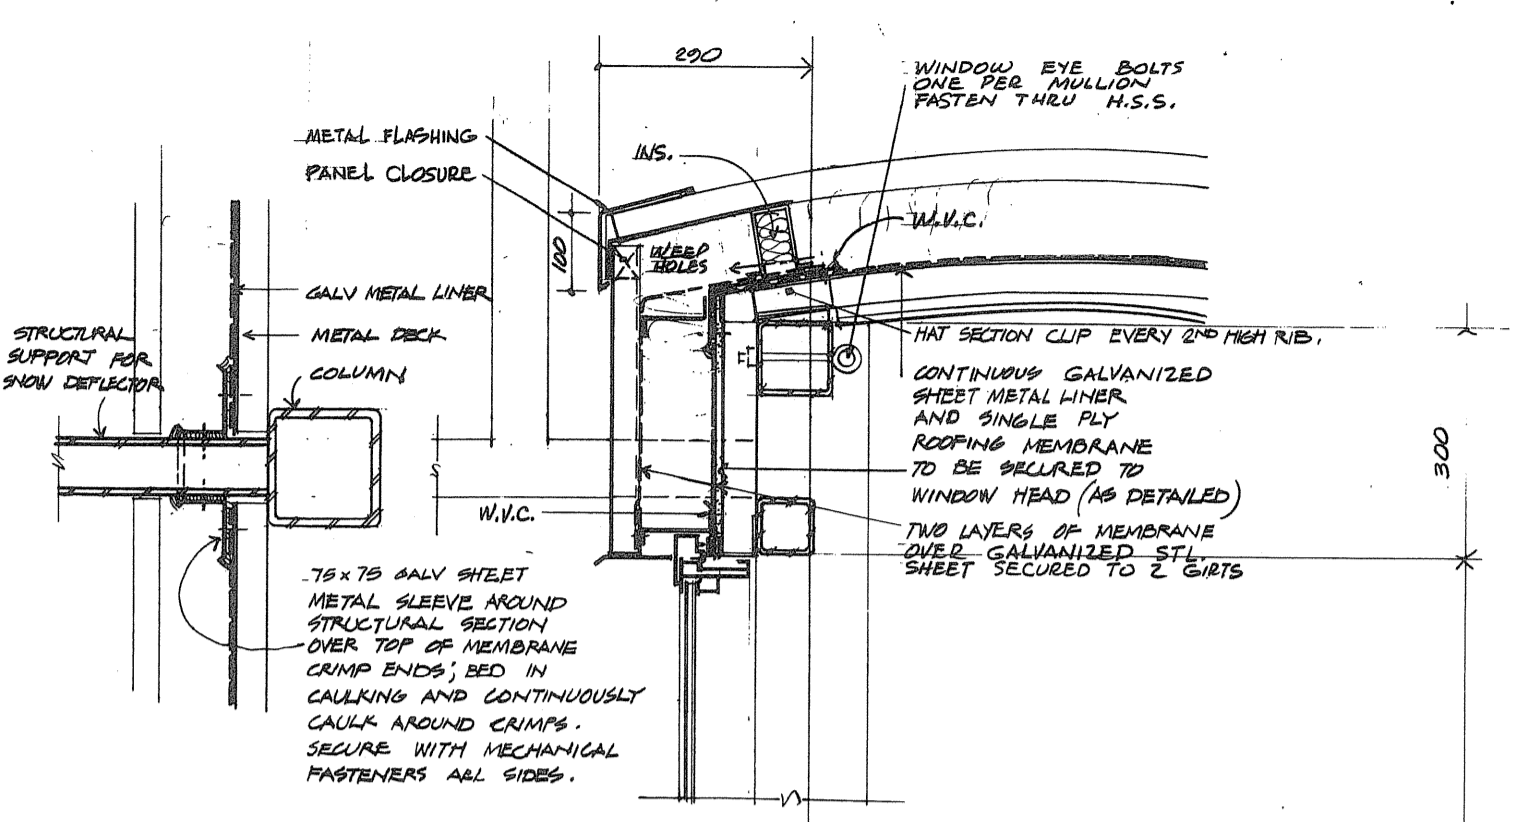 290
WINDOW EYE BOLTS
ONE PER MULLION
FASTEN THRU H.S.S.
METAL FLASHING
PANEL CLOSURE
INS.
W.V.C.
100
WEEP
HOLES
GALV METAL LINER
METAL DECK
STRUCTURAL
SUPPORT FOR
SNOW DEFLECTOR
COLUMN
HAT SECTION CLIP EVERY 2ND HIGH RIB.
CONTINUOUS GALVANIZED
SHEET METAL LINER
AND SINGLE PLY
ROOFING MEMBRANE
TO BE SECURED TO
WINDOW HEAD (AS DETAILED)
300
W.V.C.
TWO LAYERS OF MEMBRANE
OVER GALVANIZED STL.
SHEET SECURED TO 2 GIRTS
75 x 75 GALV SHEET
METAL SLEEVE AROUND
STRUCTURAL SECTION
OVER TOP OF MEMBRANE
CRIMP ENDS; BED IN
CAULKING AND CONTINUOUSLY
CAULK AROUND CRIMPS.
SECURE WITH MECHANICAL
FASTENERS ALL SIDES.